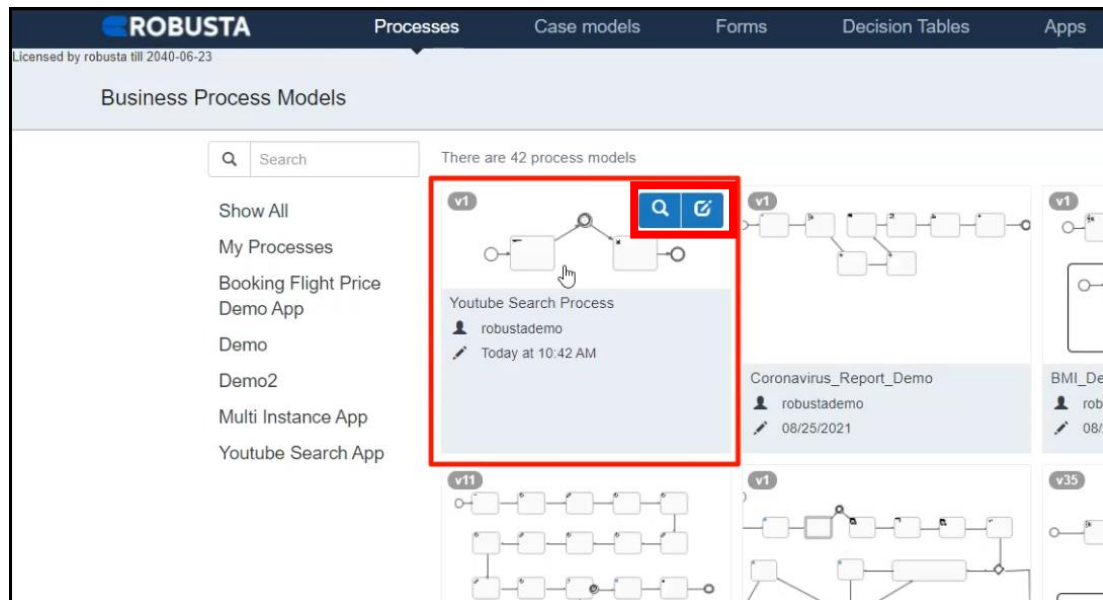 ROBUSTA
Processes
Case models
Forms
Decision Tables
Apps
Licensed by robusta till 2040-06-23
Business Process Models
Search
There are 42 process models
Show All
My Processes
Booking Flight Price
Demo App
Demo
Demo2
Multi Instance App
Youtube Search App
v1
Youtube Search Process
robustademo
Today at 10:42 AM
v1
Coronavirus_Report_Demo
robustademo
08/25/2021
v1
BMI_De
rob
08/
v11
v1
v35